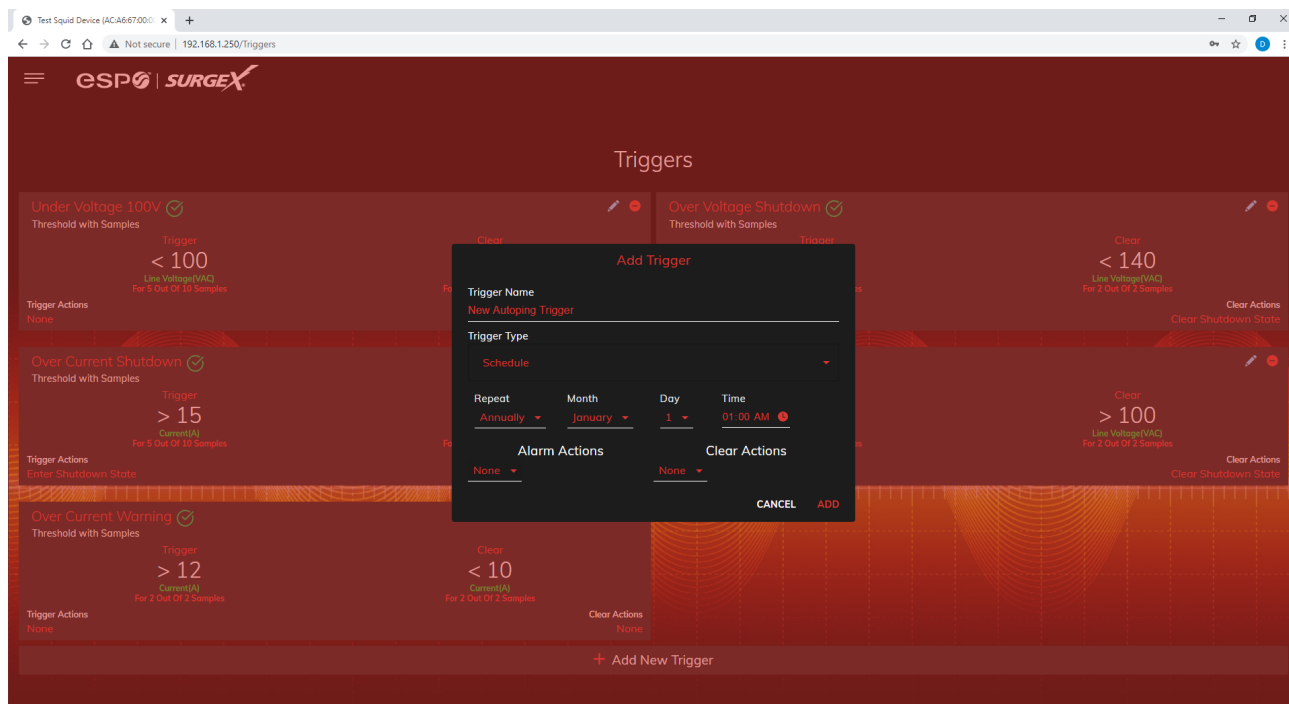 Test Squid Device (AC:A6:67:00:0
Not secure | 192.168.1.250/Triggers
esp | SURGEX
Triggers
Under Voltage 100V
Threshold with Samples
Trigger
< 100
Line Voltage(VAC)
For 5 Out Of 10 Samples
Trigger Actions
None
Clear
Fo
Over Voltage Shutdown
Threshold with Samples
Trigger
es
Clear
< 140
Line Voltage(VAC)
For 2 Out Of 2 Samples
Clear Actions
Clear Shutdown State
Add Trigger
Trigger Name
New Autoping Trigger
Trigger Type
Schedule
Repeat Month Day Time
Annually January 1 01:00 AM
Alarm Actions Clear Actions
None None
CANCEL ADD
Over Current Shutdown
Threshold with Samples
Trigger
> 15
Current(A)
For 5 Out Of 10 Samples
Trigger Actions
Enter Shutdown State
Fo
es
Clear
> 100
Line Voltage(VAC)
For 2 Out Of 2 Samples
Clear Actions
Clear Shutdown State
Over Current Warning
Threshold with Samples
Trigger
> 12
Current(A)
For 2 Out Of 2 Samples
Trigger Actions
None
Clear
< 10
Current(A)
For 2 Out Of 2 Samples
Clear Actions
None
+ Add New Trigger